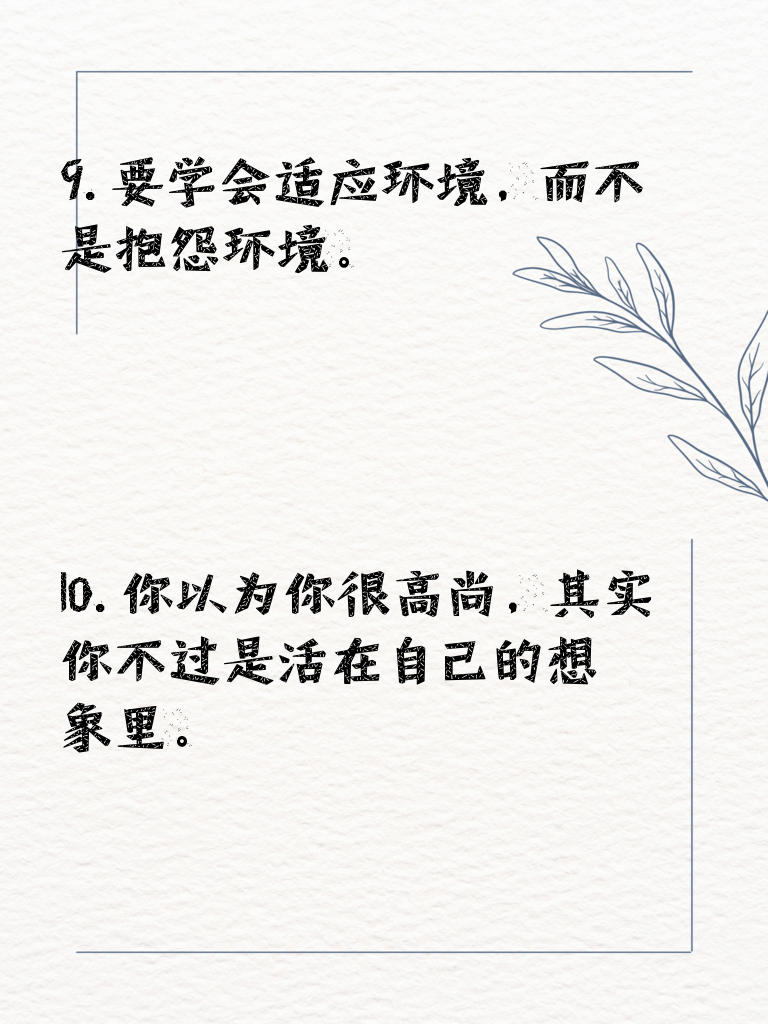 9. 要学会适应环境，而不
是抱怨环境。
10. 你以为你很高尚，其实
你不过是活在自己的想
象里。